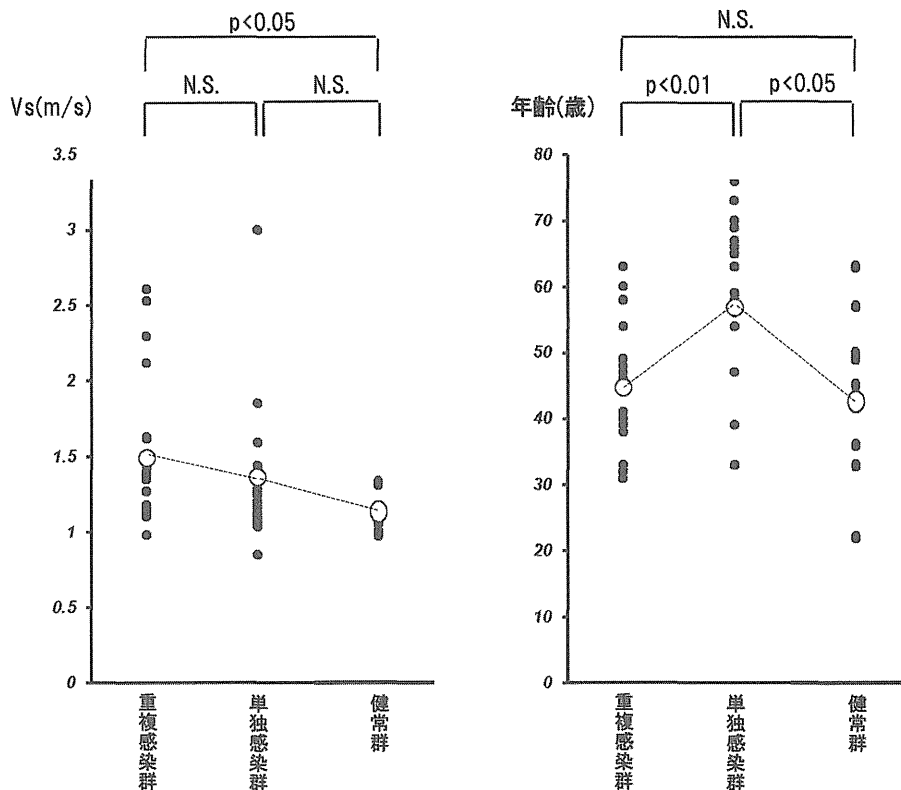 p<0.05
N.S.
N.S.
Vs(m/s)
3.5
3
2.5
2
1.5
1
0.5
0
重複感染群
単独感染群
健常群
N.S.
p<0.01
p<0.05
年齢(歳)
80
70
60
50
40
30
20
10
0
重複感染群
単独感染群
健常群